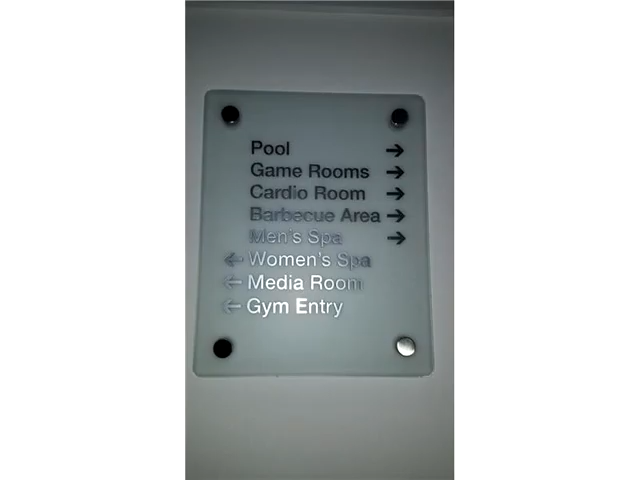 Pool →
Game Rooms →
Cardio Room →
Barbecue Area →
Men's Spa →
← Women's Spa
← Media Room
← Gym Entry